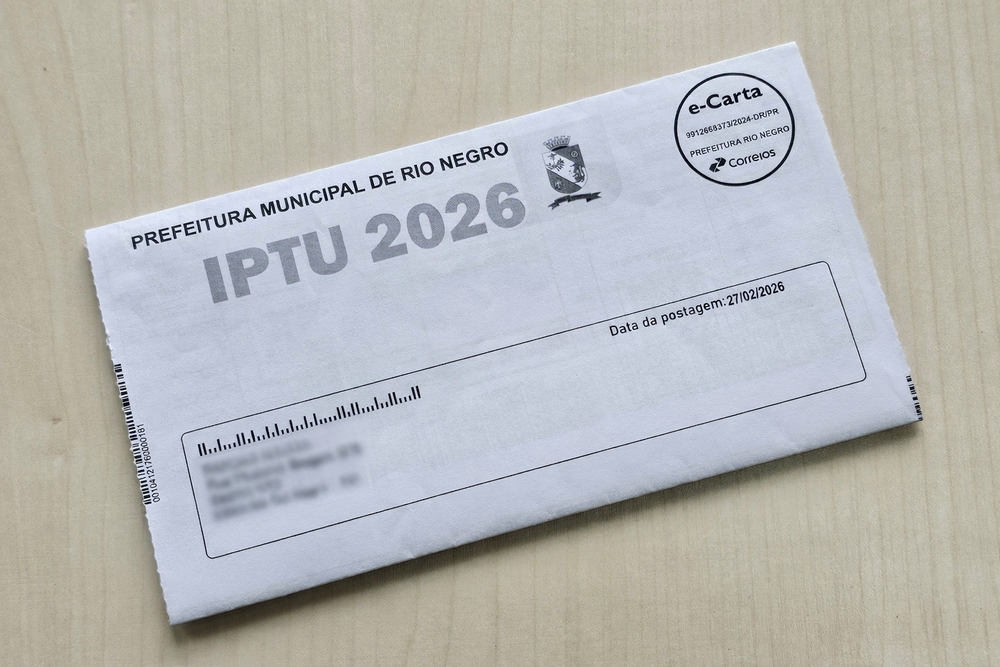 PREFEITURA MUNICIPAL DE RIO NEGRO
IPTU 2026
e-Carta
9912668373/2024-DR/PR
PREFEITURA RIO NEGRO
Correios
Data da postagem:27/02/2026